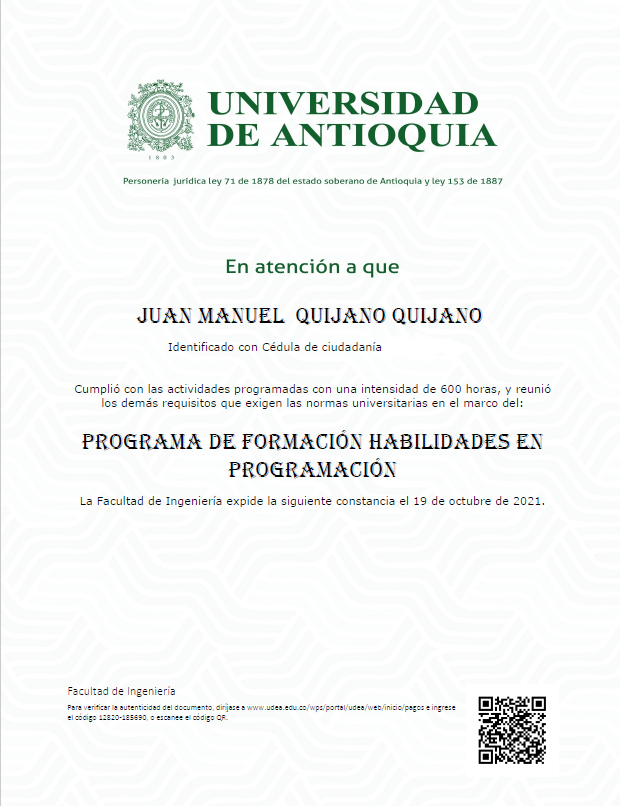 UNIVERSIDAD
DE ANTIOQUIA
1803
Personería jurídica ley 71 de 1878 del estado soberano de Antioquia y ley 153 de 1887
En atención a que
JUAN MANUEL QUIJANO QUIJANO
Identificado con Cédula de ciudadanía
Cumplió con las actividades programadas con una intensidad de 600 horas, y reunió
los demás requisitos que exigen las normas universitarias en el marco del:
PROGRAMA DE FORMACIÓN HABILIDADES EN
PROGRAMACIÓN
La Facultad de Ingeniería expide la siguiente constancia el 19 de octubre de 2021.
Facultad de Ingeniería
Para verificar la autenticidad del documento, diríjase a www.udea.edu.co/wps/portal/udea/web/inicio/pagos e ingrese
el código 12820-185690, o escanee el código QR.